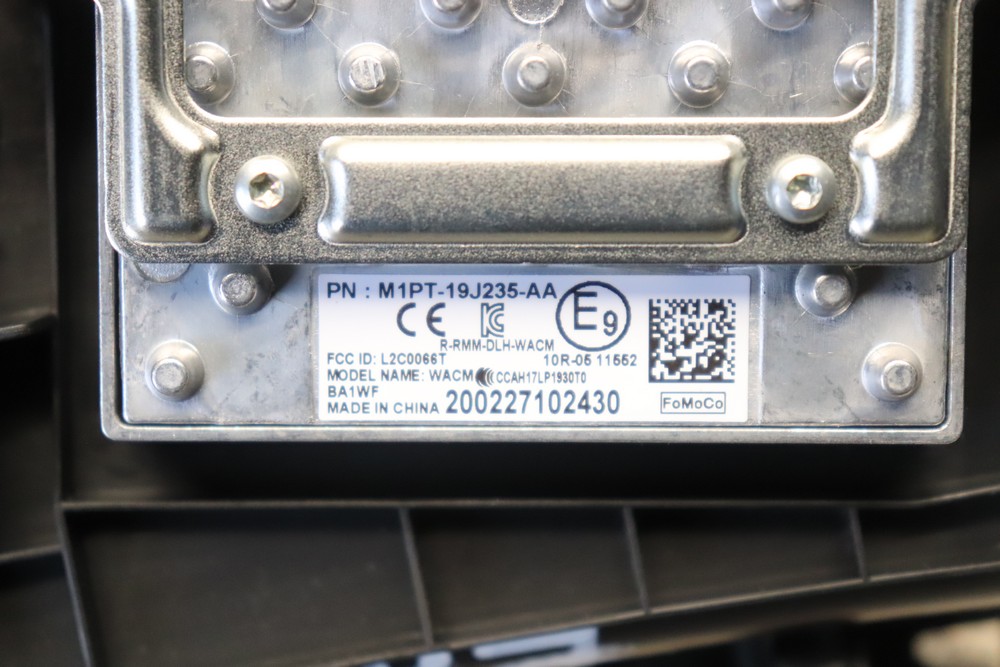 PN : M1PT-19J235-AA
CE E9
R-RMM-DLH-WACM
FCC ID: L2C0066T 10R-05 11552
MODEL NAME: WACM CCAH17LP1930T0
BA1WF
MADE IN CHINA 200227102430 FoMoCo